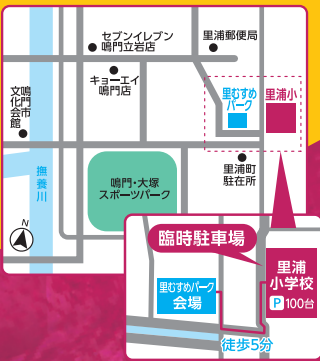 セブンイレブン
鳴門立岩店
里浦郵便局
キョーエイ
鳴門店
里むすめ
パーク
里浦小
鳴門市
文化会館
撫養川
鳴門・大塚
スポーツパーク
里浦町
駐在所
N
臨時駐車場
里むすめパーク
会場
里浦
小学校
P 100台
徒歩5分